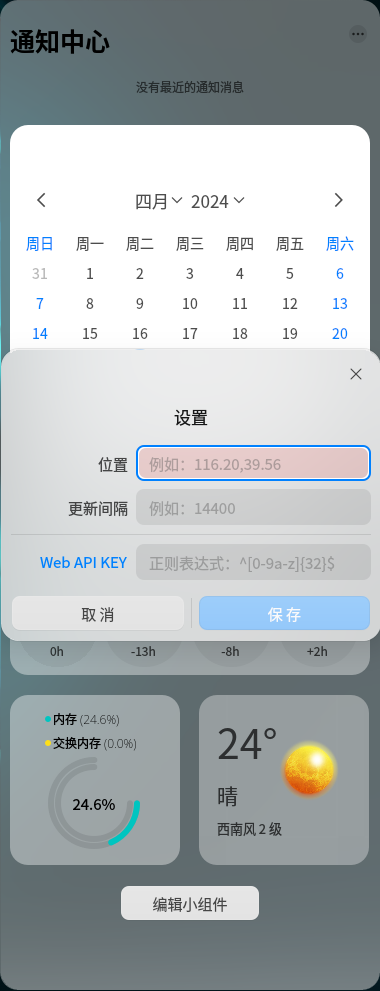 通知中心
没有最近的通知消息
四月 2024
周日 周一 周二 周三 周四 周五 周六
31 1 2 3 4 5 6
7 8 9 10 11 12 13
14 15 16 17 18 19 20
设置
位置 例如：116.20,39.56
更新间隔 例如：14400
Web API KEY 正则表达式：^[0-9a-z]{32}$
取消 保存
0h -13h -8h +2h
内存 (24.6%)
交换内存 (0.0%)
24.6%
24°
晴
西南风 2 级
编辑小组件